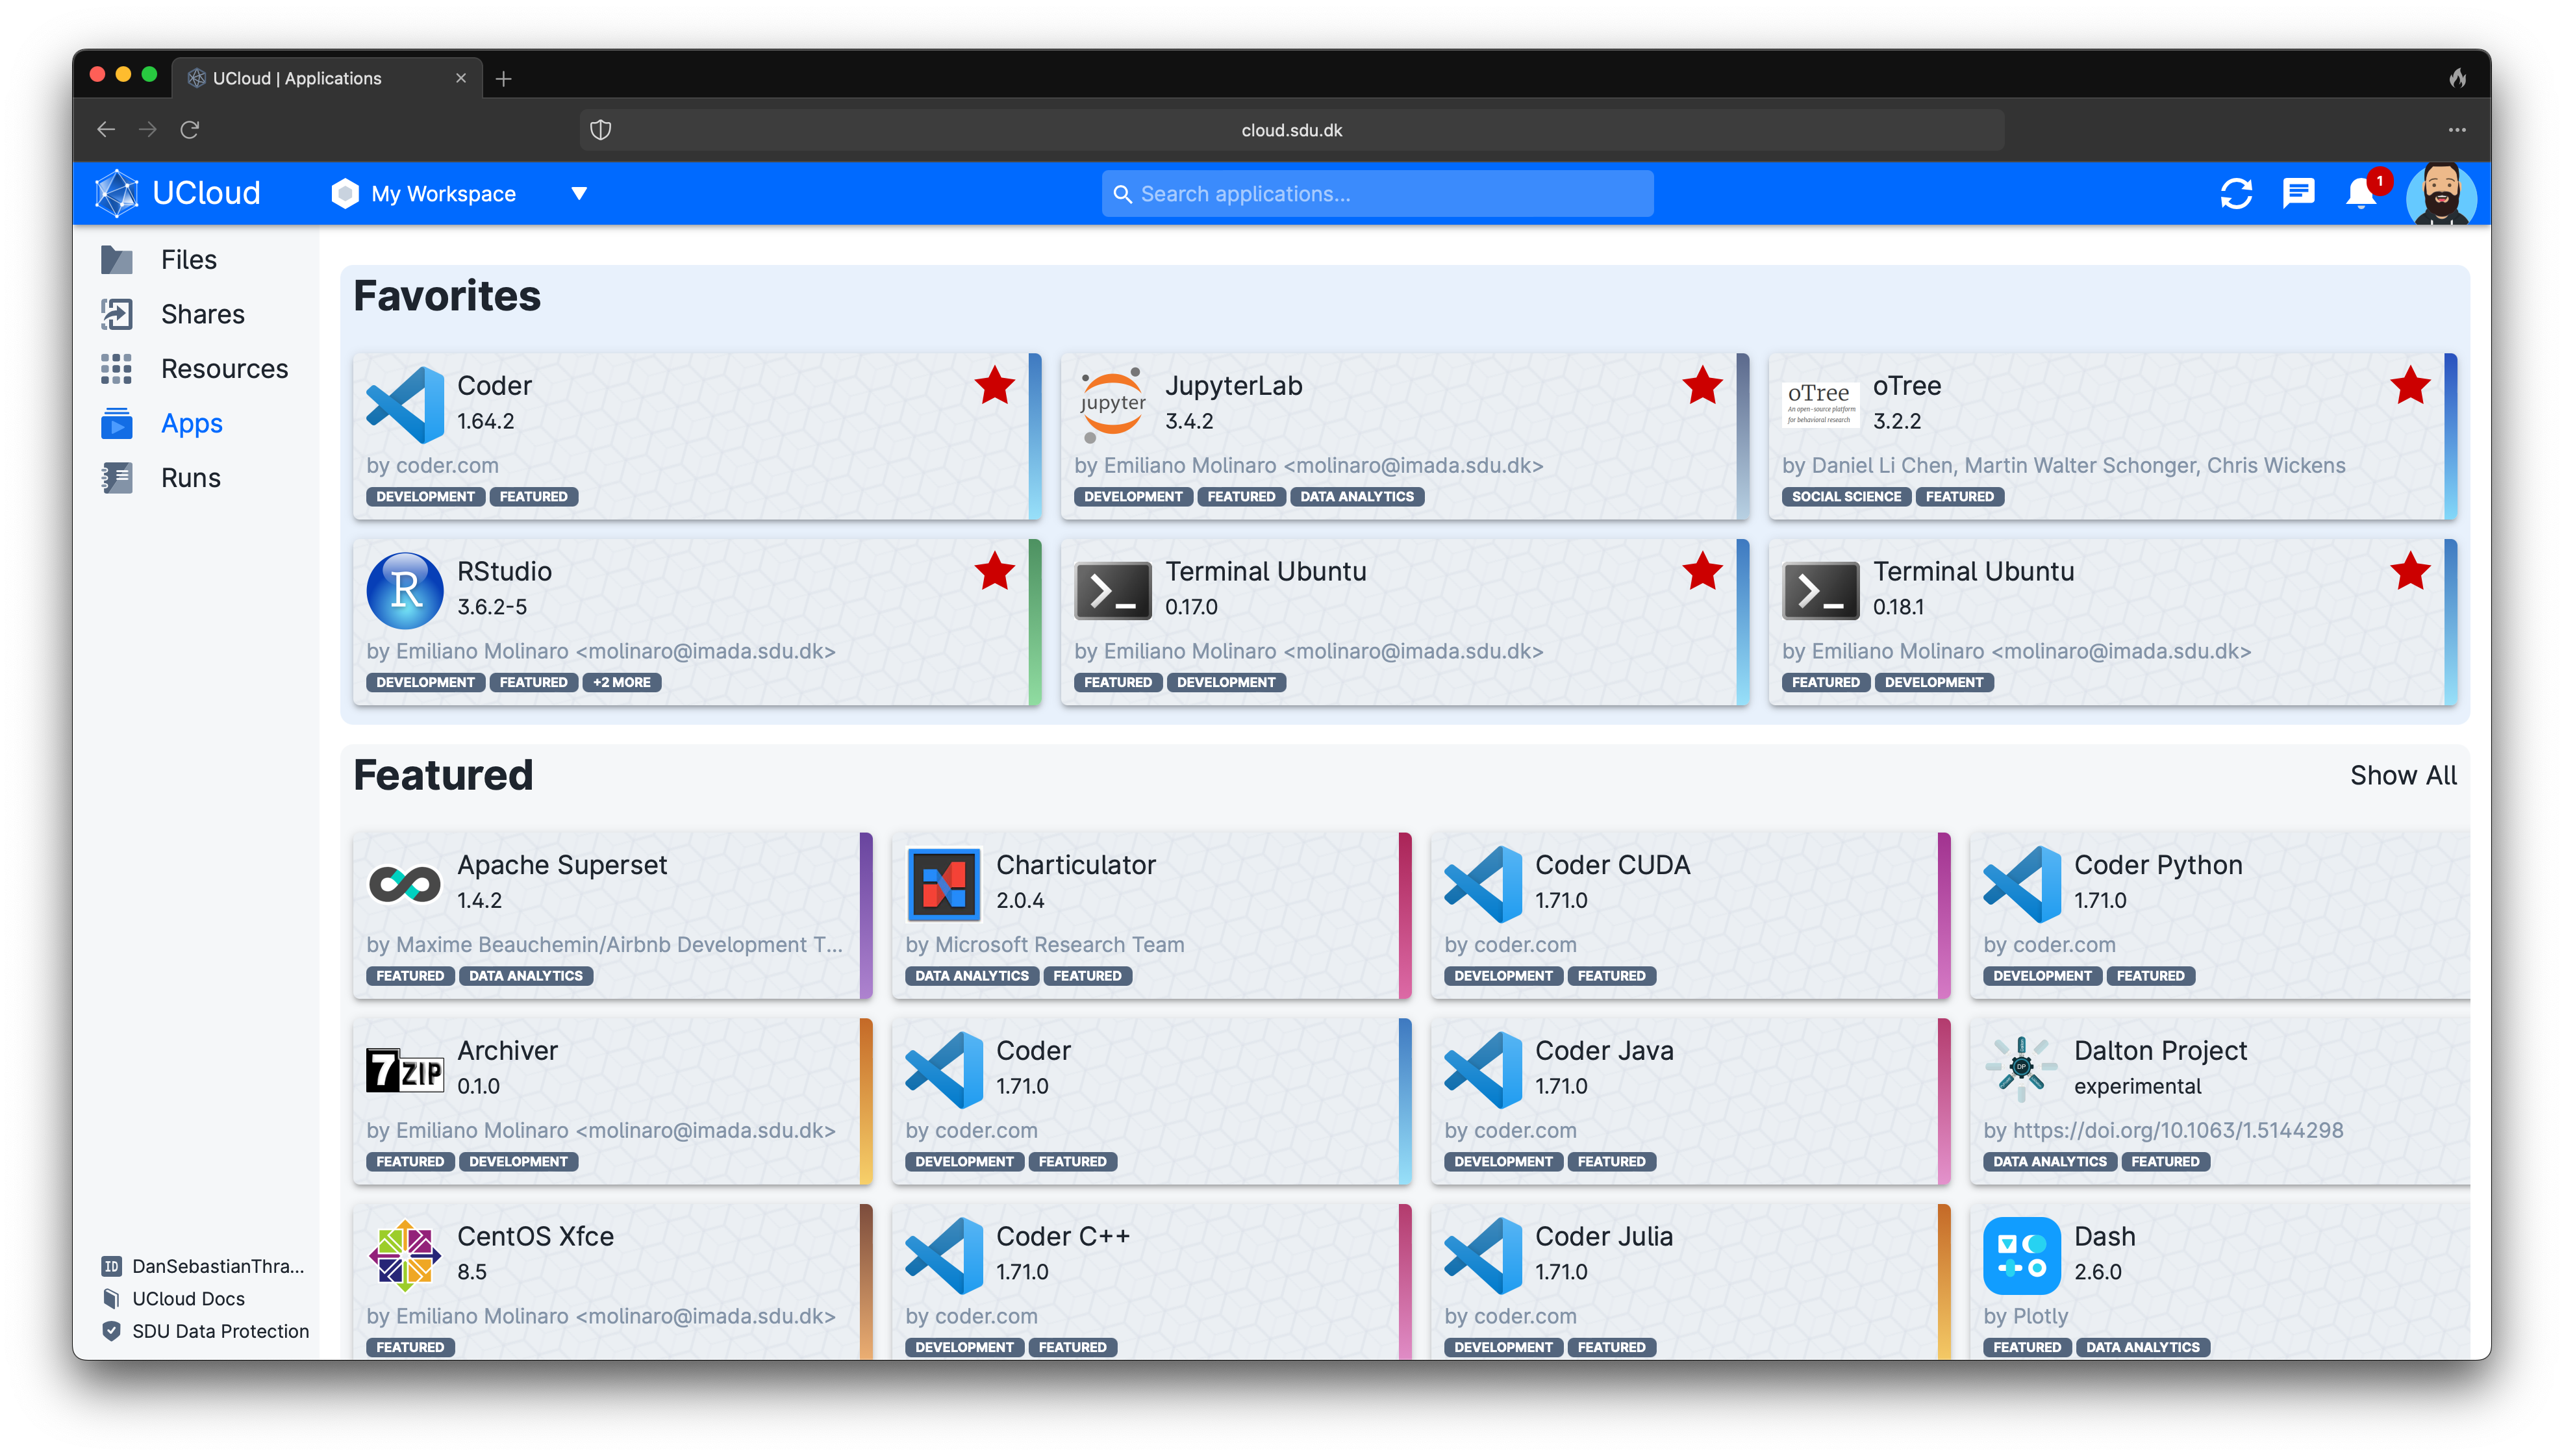 UCloud | Applications
cloud.sdu.dk
UCloud
My Workspace
Search applications...
1
Files
Shares
Resources
Apps
Runs
Favorites
Coder
1.64.2
by coder.com
DEVELOPMENT FEATURED
jupyter
JupyterLab
3.4.2
by Emiliano Molinaro <molinaro@imada.sdu.dk>
DEVELOPMENT FEATURED DATA ANALYTICS
oTree
An open-source platform
for behavioral research
oTree
3.2.2
by Daniel Li Chen, Martin Walter Schonger, Chris Wickens
SOCIAL SCIENCE FEATURED
R
RStudio
3.6.2-5
by Emiliano Molinaro <molinaro@imada.sdu.dk>
DEVELOPMENT FEATURED +2 MORE
>_
Terminal Ubuntu
0.17.0
by Emiliano Molinaro <molinaro@imada.sdu.dk>
FEATURED DEVELOPMENT
>_
Terminal Ubuntu
0.18.1
by Emiliano Molinaro <molinaro@imada.sdu.dk>
FEATURED DEVELOPMENT
Featured
Show All
Apache Superset
1.4.2
by Maxime Beauchemin/Airbnb Development T...
FEATURED DATA ANALYTICS
Charticulator
2.0.4
by Microsoft Research Team
DATA ANALYTICS FEATURED
Coder CUDA
1.71.0
by coder.com
DEVELOPMENT FEATURED
Coder Python
1.71.0
by coder.com
DEVELOPMENT FEATURED
7ZIP
Archiver
0.1.0
by Emiliano Molinaro <molinaro@imada.sdu.dk>
FEATURED DEVELOPMENT
Coder
1.71.0
by coder.com
DEVELOPMENT FEATURED
Coder Java
1.71.0
by coder.com
DEVELOPMENT FEATURED
DP
Dalton Project
experimental
by https://doi.org/10.1063/1.5144298
DATA ANALYTICS FEATURED
CentOS Xfce
8.5
by Emiliano Molinaro <molinaro@imada.sdu.dk>
FEATURED
Coder C++
1.71.0
by coder.com
DEVELOPMENT FEATURED
Coder Julia
1.71.0
by coder.com
DEVELOPMENT FEATURED
Dash
2.6.0
by Plotly
FEATURED DATA ANALYTICS
ID DanSebastianThra...
UCloud Docs
SDU Data Protection